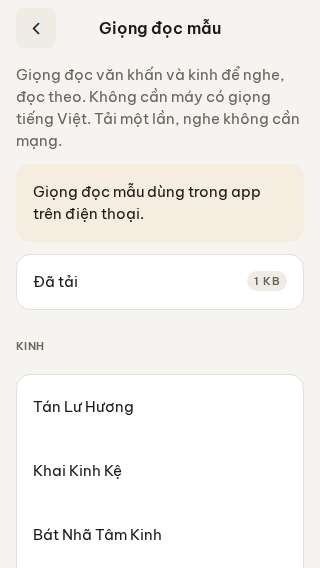 Giọng đọc mẫu
Giọng đọc văn khấn và kinh để nghe,
đọc theo. Không cần máy có giọng
tiếng Việt. Tải một lần, nghe không cần
mạng.
Giọng đọc mẫu dùng trong app
trên điện thoại.
Đã tải
1 KB
KINH
Tán Lư Hương
Khai Kinh Kệ
Bát Nhã Tâm Kinh